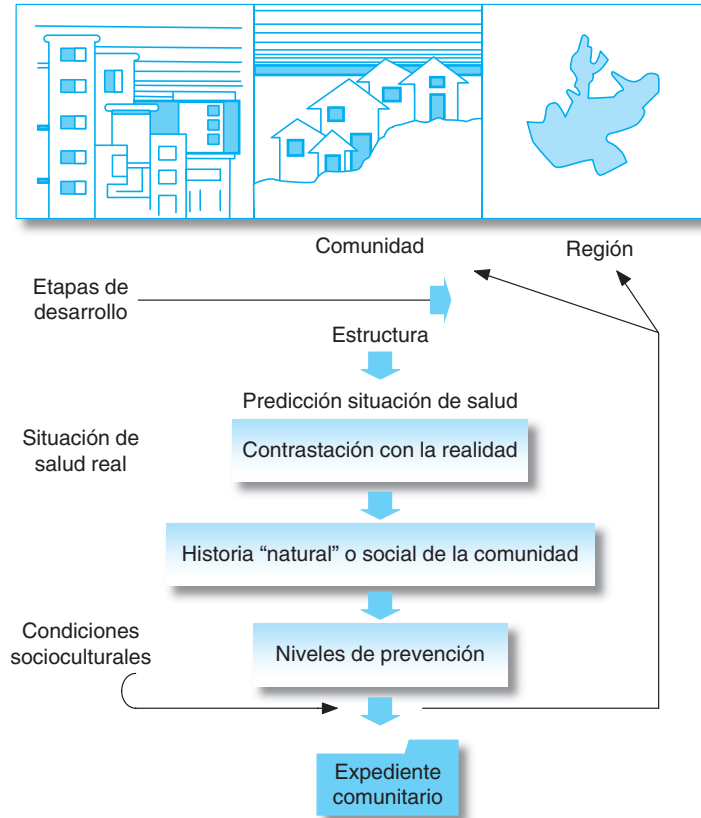 Comunidad
Región
Etapas de
desarrollo
Estructura
Predicción situación de salud
Situación de
salud real
Contrastación con la realidad
Historia “natural” o social de la comunidad
Condiciones
socioculturales
Niveles de prevención
Expediente
comunitario